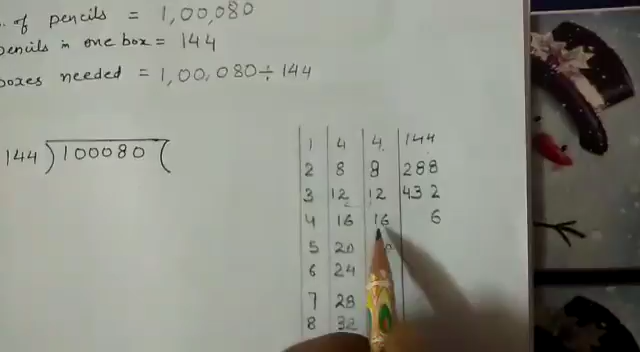 of pencils = 1,00,080
pencils in one box = 144
boxes needed = 1,00,080÷144
144 ) 100080 (
1 4 4 144
2 8 8 288
3 12 12 432
4 16 16 6
5 20
6 24
7 28
8 32